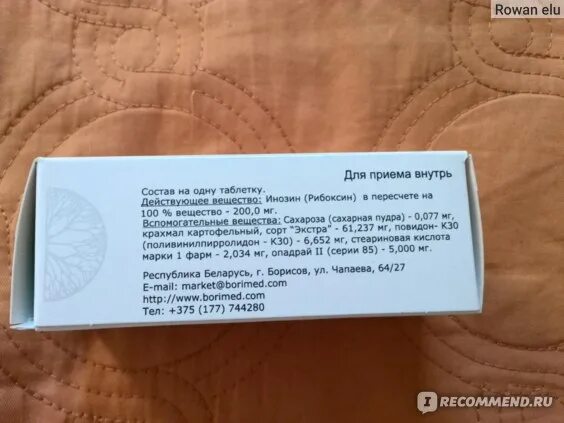 Rowan elu
Для приема внутрь
Состав на одну таблетку.
Действующее вещество: Инозин (Рибоксин) в пересчете на
100 % вещество - 200,0 мг.
Вспомогательные вещества: Сахароза (сахарная пудра) - 0,077 мг,
крахмал картофельный, сорт "Экстра" - 61,237 мг, повидон- К30
(поливинилпирролидон - К30) - 6,652 мг, стеариновая кислота
марки 1 фарм - 2,034 мг, опадрай II (серии 85) - 5,000 мг.
Республика Беларусь, г. Борисов, ул. Чапаева, 64/27
E-mail: market@borimed.com
http://www.borimed.com
Тел: +375 (177) 744280
IRECOMMEND.RU